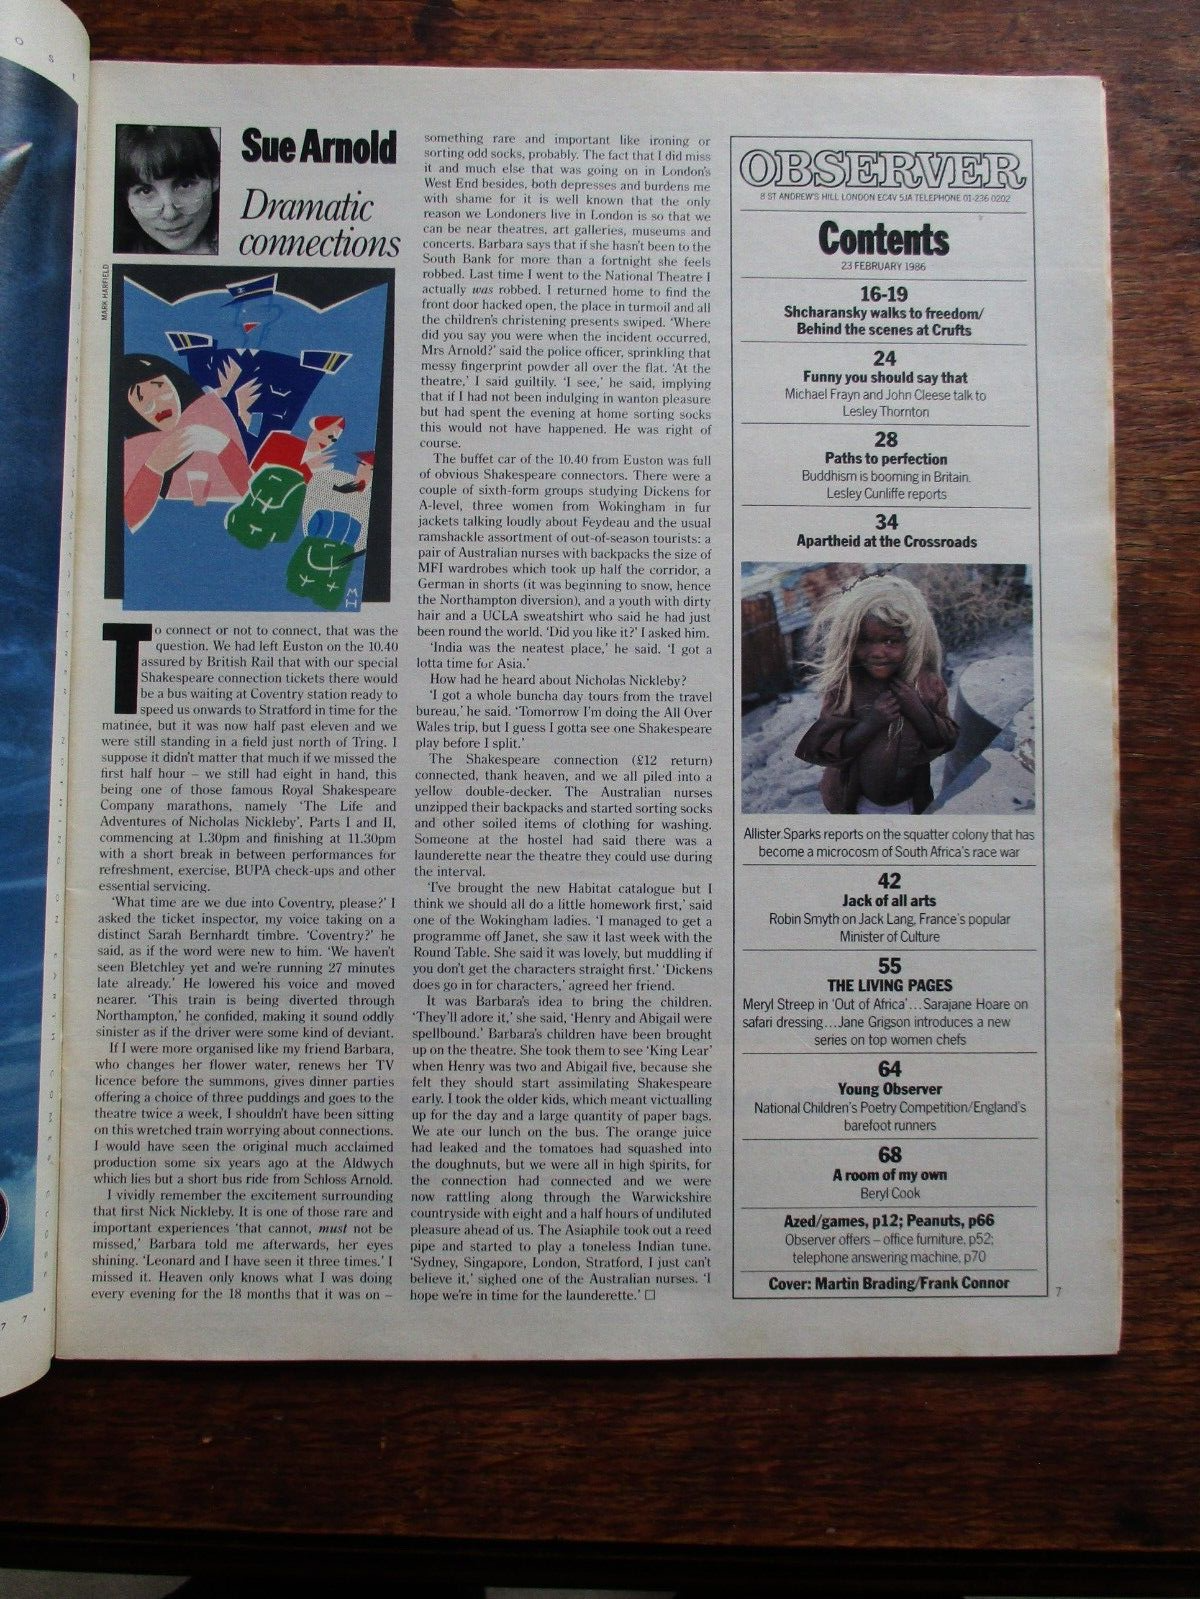 Sue Arnold
Dramatic
connections
MARK HARFIELD
To connect or not to connect, that was the
question. We had left Euston on the 10.40
assured by British Rail that with our special
Shakespeare connection tickets there would
be a bus waiting at Coventry station ready to
speed us onwards to Stratford in time for the
matinée, but it was now half past eleven and we
were still standing in a field just north of Tring. I
suppose it didn't matter that much if we missed the
first half hour – we still had eight in hand, this
being one of those famous Royal Shakespeare
Company marathons, namely 'The Life and
Adventures of Nicholas Nickleby', Parts I and II,
commencing at 1.30pm and finishing at 11.30pm
with a short break in between performances for
refreshment, exercise, BUPA check-ups and other
essential servicing.
'What time are we due into Coventry, please?' I
asked the ticket inspector, my voice taking on a
distinct Sarah Bernhardt timbre. 'Coventry?' he
said, as if the word were new to him. 'We haven't
seen Bletchley yet and we're running 27 minutes
late already.' He lowered his voice and moved
nearer. 'This train is being diverted through
Northampton,' he confided, making it sound oddly
sinister as if the driver were some kind of deviant.
If I were more organised like my friend Barbara,
who changes her flower water, renews her TV
licence before the summons, gives dinner parties
offering a choice of three puddings and goes to the
theatre twice a week, I shouldn't have been sitting
on this wretched train worrying about connections.
I would have seen the original much acclaimed
production some six years ago at the Aldwych
which lies but a short bus ride from Schloss Arnold.
I vividly remember the excitement surrounding
that first Nick Nickleby. It is one of those rare and
important experiences 'that cannot, must not be
missed,' Barbara told me afterwards, her eyes
shining. 'Leonard and I have seen it three times.' I
missed it. Heaven only knows what I was doing
every evening for the 18 months that it was on –
something rare and important like ironing or
sorting odd socks, probably. The fact that I did miss
it and much else that was going on in London's
West End besides, both depresses and burdens me
with shame for it is well known that the only
reason we Londoners live in London is so that we
can be near theatres, art galleries, museums and
concerts. Barbara says that if she hasn't been to the
South Bank for more than a fortnight she feels
robbed. Last time I went to the National Theatre I
actually was robbed. I returned home to find the
front door hacked open, the place in turmoil and all
the children's christening presents swiped. 'Where
did you say you were when the incident occurred,
Mrs Arnold?' said the police officer, sprinkling that
messy fingerprint powder all over the flat. 'At the
theatre,' I said guiltily. 'I see,' he said, implying
that if I had not been indulging in wanton pleasure
but had spent the evening at home sorting socks
this would not have happened. He was right of
course.
The buffet car of the 10.40 from Euston was full
of obvious Shakespeare connectors. There were a
couple of sixth-form groups studying Dickens for
A-level, three women from Wokingham in fur
jackets talking loudly about Feydeau and the usual
ramshackle assortment of out-of-season tourists: a
pair of Australian nurses with backpacks the size of
MFI wardrobes which took up half the corridor, a
German in shorts (it was beginning to snow, hence
the Northampton diversion), and a youth with dirty
hair and a UCLA sweatshirt who said he had just
been round the world. 'Did you like it?' I asked him.
'India was the neatest place,' he said. 'I got a
lotta time for Asia.'
How had he heard about Nicholas Nickleby?
'I got a whole buncha day tours from the travel
bureau,' he said. 'Tomorrow I'm doing the All Over
Wales trip, but I guess I gotta see one Shakespeare
play before I split.'
The Shakespeare connection (£12 return)
connected, thank heaven, and we all piled into a
yellow double-decker. The Australian nurses
unzipped their backpacks and started sorting socks
and other soiled items of clothing for washing.
Someone at the hostel had said there was a
launderette near the theatre they could use during
the interval.
'I've brought the new Habitat catalogue but I
think we should all do a little homework first,' said
one of the Wokingham ladies. 'I managed to get a
programme off Janet, she saw it last week with the
Round Table. She said it was lovely, but muddling if
you don't get the characters straight first.' 'Dickens
does go in for characters,' agreed her friend.
It was Barbara's idea to bring the children.
'They'll adore it,' she said, 'Henry and Abigail were
spellbound.' Barbara's children have been brought
up on the theatre. She took them to see 'King Lear'
when Henry was two and Abigail five, because she
felt they should start assimilating Shakespeare
early. I took the older kids, which meant victualling
up for the day and a large quantity of paper bags.
We ate our lunch on the bus. The orange juice
had leaked and the tomatoes had squashed into
the doughnuts, but we were all in high spirits, for
the connection had connected and we were
now rattling along through the Warwickshire
countryside with eight and a half hours of undiluted
pleasure ahead of us. The Asiaphile took out a reed
pipe and started to play a toneless Indian tune.
'Sydney, Singapore, London, Stratford, I just can't
believe it,' sighed one of the Australian nurses. 'I
hope we're in time for the launderette.' □
OBSERVER
8 ST ANDREW'S HILL LONDON EC4V 5JA TELEPHONE 01-236 0202
Contents
23 FEBRUARY 1986
16-19
Shcharansky walks to freedom/
Behind the scenes at Crufts
24
Funny you should say that
Michael Frayn and John Cleese talk to
Lesley Thornton
28
Paths to perfection
Buddhism is booming in Britain.
Lesley Cunliffe reports
34
Apartheid at the Crossroads
Allister Sparks reports on the squatter colony that has
become a microcosm of South Africa's race war
42
Jack of all arts
Robin Smyth on Jack Lang, France's popular
Minister of Culture
55
THE LIVING PAGES
Meryl Streep in 'Out of Africa'...Sarajane Hoare on
safari dressing...Jane Grigson introduces a new
series on top women chefs
64
Young Observer
National Children's Poetry Competition/England's
barefoot runners
68
A room of my own
Beryl Cook
Azed/games, p12; Peanuts, p66
Observer offers – office furniture, p52;
telephone answering machine, p70
Cover: Martin Brading/Frank Connor
7